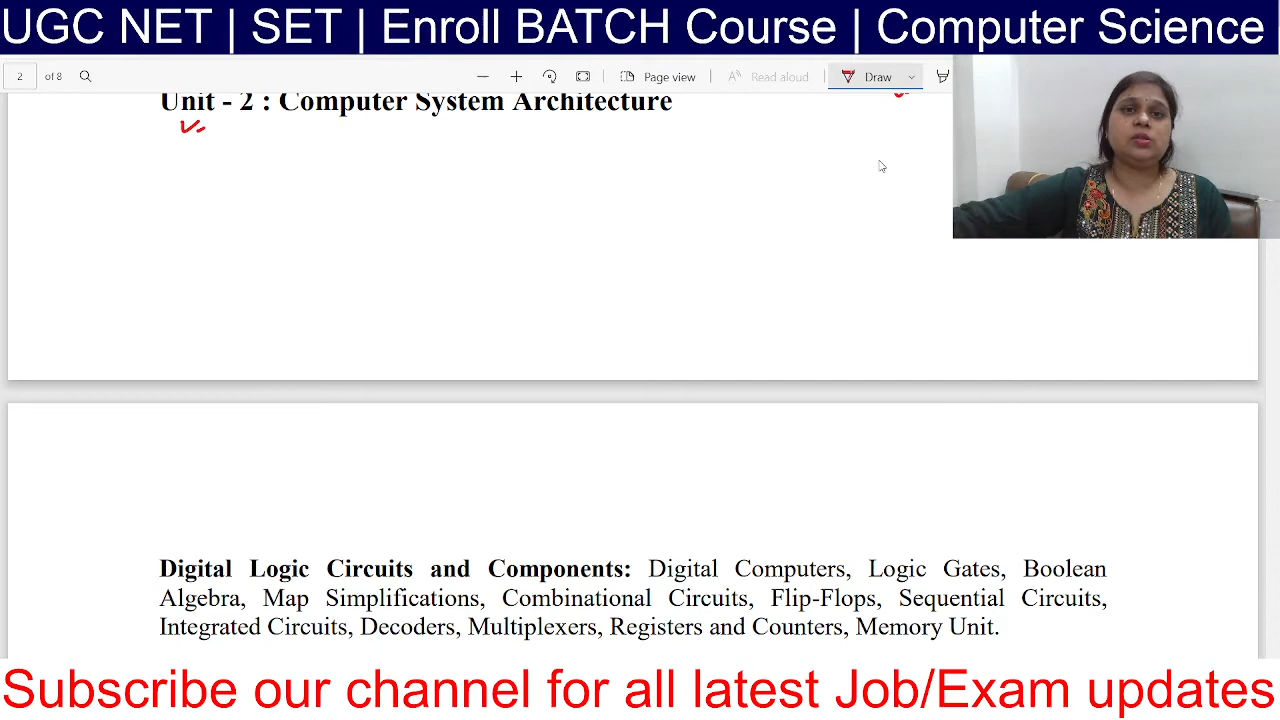 UGC NET | SET | Enroll BATCH Course | Computer Science
2 of 8 Page view Read aloud Draw
Unit - 2 : Computer System Architecture
Digital Logic Circuits and Components: Digital Computers, Logic Gates, Boolean
Algebra, Map Simplifications, Combinational Circuits, Flip-Flops, Sequential Circuits,
Integrated Circuits, Decoders, Multiplexers, Registers and Counters, Memory Unit.
Subscribe our channel for all latest Job/Exam updates